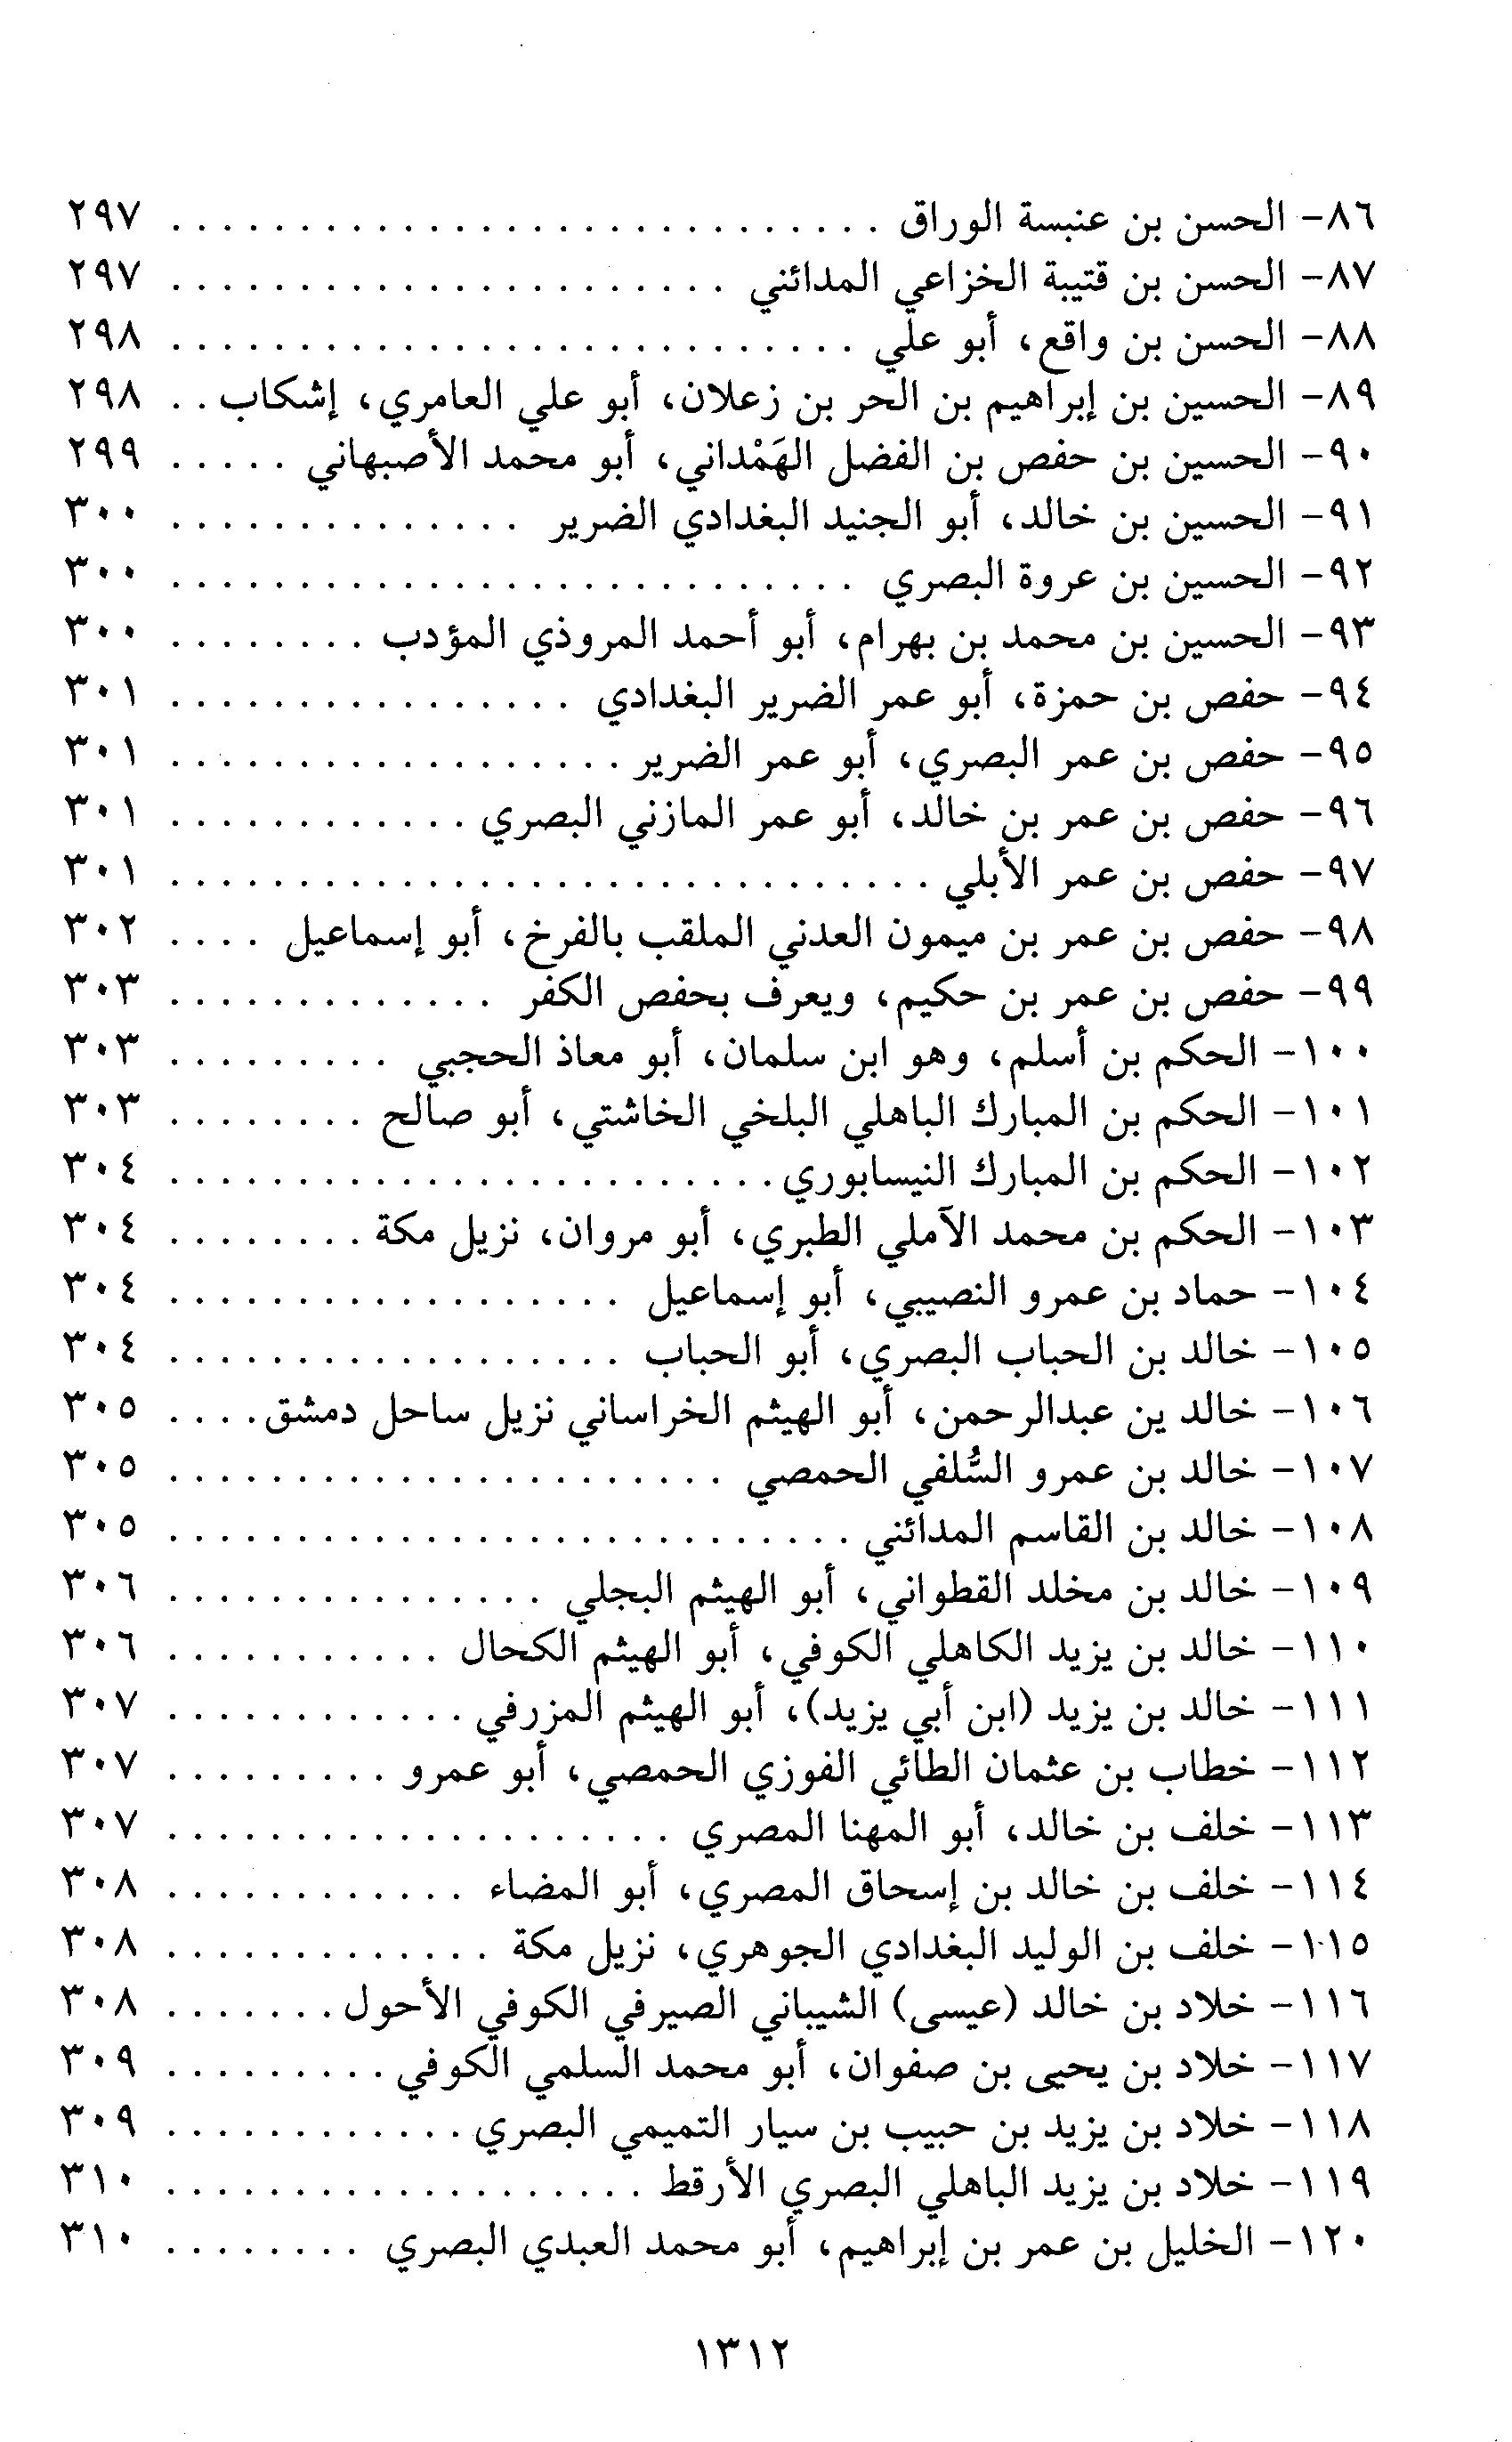 ٨٦- الحسن بن عنبسة الوراق . . . . . . . . . . . . . . . . . . . . . . . . . . . . ٢٩٧
٨٧- الحسن بن قتيبة الخزاعي المدائني . . . . . . . . . . . . . . . . . . . . . . ٢٩٧
٨٨- الحسن بن واقع، أبو علي . . . . . . . . . . . . . . . . . . . . . . . . . . . ٢٩٨
٨٩- الحسين بن إبراهيم بن الحر بن زعلان، أبو علي العامري، إشكاب . . ٢٩٨
٩٠- الحسين بن حفص بن الفضل الهَمْداني، أبو محمد الأصبهاني . . . . . ٢٩٩
٩١- الحسين بن خالد، أبو الجنيد البغدادي الضرير . . . . . . . . . . . . . . ٣٠٠
٩٢- الحسين بن عروة البصري . . . . . . . . . . . . . . . . . . . . . . . . . . . ٣٠٠
٩٣- الحسين بن محمد بن بهرام، أبو أحمد المروذي المؤدب . . . . . . . . ٣٠٠
٩٤- حفص بن حمزة، أبو عمر الضرير البغدادي . . . . . . . . . . . . . . . . ٣٠١
٩٥- حفص بن عمر البصري، أبو عمر الضرير . . . . . . . . . . . . . . . . . . ٣٠١
٩٦- حفص بن عمر بن خالد، أبو عمر المازني البصري . . . . . . . . . . . . ٣٠١
٩٧- حفص بن عمر الأبلي . . . . . . . . . . . . . . . . . . . . . . . . . . . . . . ٣٠١
٩٨- حفص بن عمر بن ميمون العدني الملقب بالفرخ، أبو إسماعيل . . . . ٣٠٢
٩٩- حفص بن عمر بن حكيم، ويعرف بحفص الكفر . . . . . . . . . . . . . ٣٠٣
١٠٠- الحكم بن أسلم، وهو ابن سلمان، أبو معاذ الحجبي . . . . . . . . . ٣٠٣
١٠١- الحكم بن المبارك الباهلي البلخي الخاشتي، أبو صالح . . . . . . . . ٣٠٣
١٠٢- الحكم بن المبارك النيسابوري . . . . . . . . . . . . . . . . . . . . . . . . ٣٠٤
١٠٣- الحكم بن محمد الآملي الطبري، أبو مروان، نزيل مكة . . . . . . . . ٣٠٤
١٠٤- حماد بن عمرو النصيبي، أبو إسماعيل . . . . . . . . . . . . . . . . . . ٣٠٤
١٠٥- خالد بن الحباب البصري، أبو الحباب . . . . . . . . . . . . . . . . . . . ٣٠٤
١٠٦- خالد ين عبدالرحمن، أبو الهيثم الخراساني نزيل ساحل دمشق . . . . ٣٠٥
١٠٧- خالد بن عمرو السُّلفي الحمصي . . . . . . . . . . . . . . . . . . . . . . ٣٠٥
١٠٨- خالد بن القاسم المدائني . . . . . . . . . . . . . . . . . . . . . . . . . . . ٣٠٥
١٠٩- خالد بن مخلد القطواني، أبو الهيثم البجلي . . . . . . . . . . . . . . . ٣٠٦
١١٠- خالد بن يزيد الكاهلي الكوفي، أبو الهيثم الكحال . . . . . . . . . . . ٣٠٦
١١١- خالد بن يزيد (ابن أبي يزيد)، أبو الهيثم المزرفي . . . . . . . . . . . . ٣٠٧
١١٢- خطاب بن عثمان الطائي الفوزي الحمصي، أبو عمرو . . . . . . . . . ٣٠٧
١١٣- خلف بن خالد، أبو المهنا المصري . . . . . . . . . . . . . . . . . . . . ٣٠٧
١١٤- خلف بن خالد بن إسحاق المصري، أبو المضاء . . . . . . . . . . . . ٣٠٨
١١٥- خلف بن الوليد البغدادي الجوهري، نزيل مكة . . . . . . . . . . . . . ٣٠٨
١١٦- خلاد بن خالد (عيسى) الشيباني الصيرفي الكوفي الأحول . . . . . . . ٣٠٨
١١٧- خلاد بن يحيى بن صفوان، أبو محمد السلمي الكوفي . . . . . . . . . ٣٠٩
١١٨- خلاد بن يزيد بن حبيب بن سيار التميمي البصري . . . . . . . . . . . . ٣٠٩
١١٩- خلاد بن يزيد الباهلي البصري الأرقط . . . . . . . . . . . . . . . . . . . ٣١٠
١٢٠- الخليل بن عمر بن إبراهيم، أبو محمد العبدي البصري . . . . . . . . ٣١٠
١٣١٢